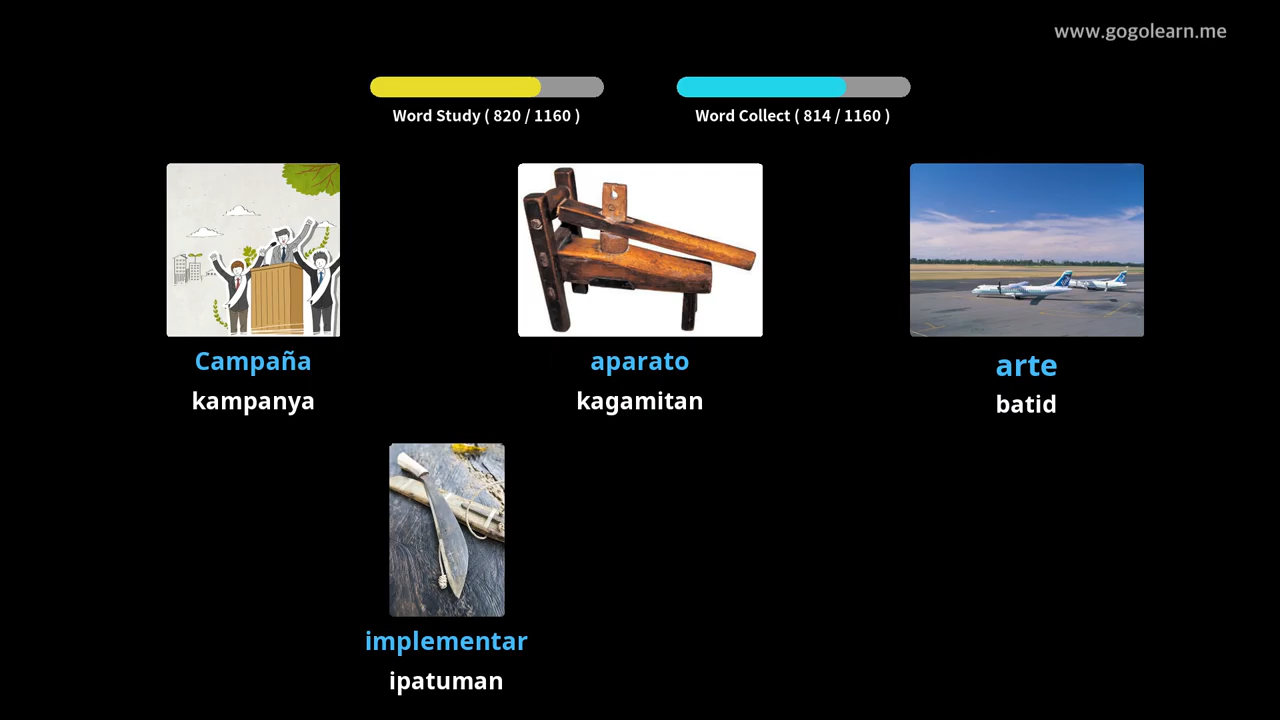 www.gogolearn.me
Word Study ( 820 / 1160 )
Word Collect ( 814 / 1160 )
Campaña
kampanya
aparato
kagamitan
arte
batid
implementar
ipatuman